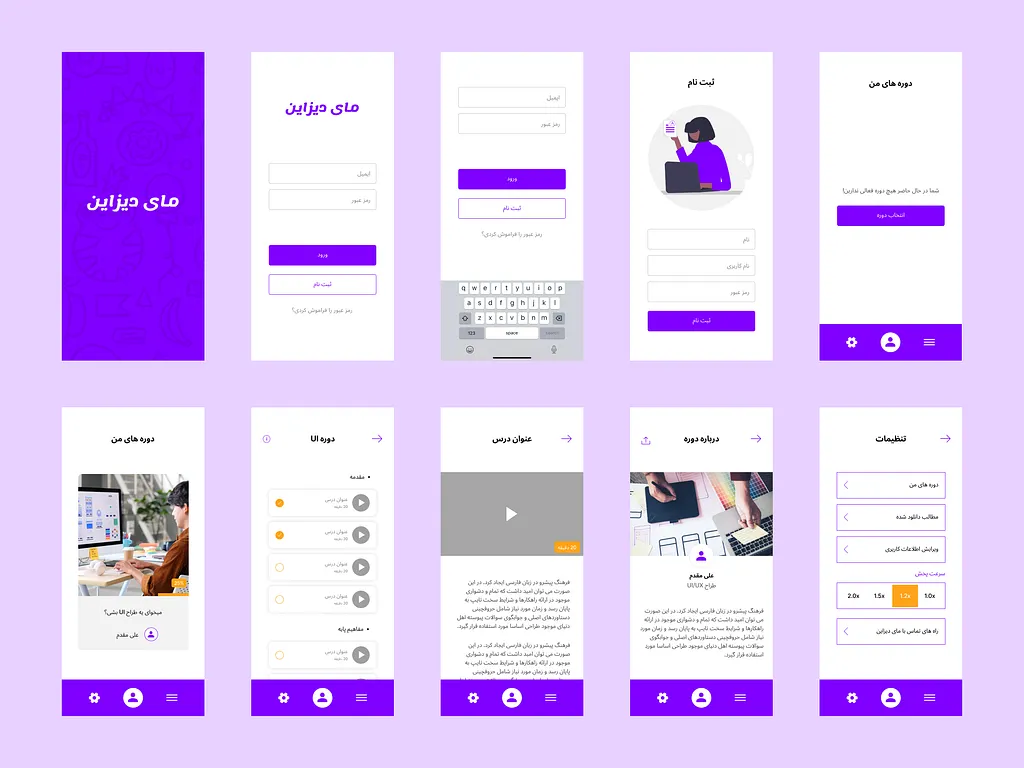 مای دیزاین
مای دیزاین
ایمیل
رمز عبور
ورود
ثبت نام
رمز عبور را فراموش کردی؟
ایمیل
رمز عبور
ورود
ثبت نام
رمز عبور را فراموش کردی؟
q w e r t y u i o p
a s d f g h j k l
z x c v b n m
123 space
ثبت نام
نام
نام کاربری
رمز عبور
ثبت نام
دوره های من
شما در حال حاضر هیچ دوره فعالی ندارین!
انتخاب دوره
دوره های من
میخوای یه طراح UI بشی؟
علی مقدم
دوره UI
مقدمه
عنوان درس
20 دقیقه
عنوان درس
20 دقیقه
عنوان درس
20 دقیقه
عنوان درس
20 دقیقه
مفاهیم پایه
عنوان درس
20 دقیقه
عنوان درس
20 دقیقه
فرهنگ پیشرو در زبان فارسی ایجاد کرد. در این
صورت می توان امید داشت که تمام و دشواری
موجود در ارائه راهکارها و شرایط سخت تایپ به
پایان رسد و زمان مورد نیاز شامل حروفچینی
دستاوردهای اصلی و جوابگوی سوالات پیوسته اهل
دنیای موجود طراحی اساسا مورد استفاده قرار گیرد.
فرهنگ پیشرو در زبان فارسی ایجاد کرد. در این
صورت می توان امید داشت که تمام و دشواری
موجود در ارائه راهکارها و شرایط سخت تایپ به
پایان رسد و زمان مورد نیاز شامل حروفچینی
درباره دوره
علی مقدم
طراح UI/UX
فرهنگ پیشرو در زبان فارسی ایجاد کرد. در این صورت
می توان امید داشت که تمام و دشواری موجود در ارائه
راهکارها و شرایط سخت تایپ به پایان رسد و زمان مورد
نیاز شامل حروفچینی دستاوردهای اصلی و جوابگوی
سوالات پیوسته اهل دنیای موجود طراحی اساسا مورد
استفاده قرار گیرد.
تنظیمات
دوره های من
مطالب دانلود شده
ویرایش اطلاعات کاربری
سرعت پخش
2.0x 1.5x 1.2x 1.0x
راه های تماس با مای دیزاین